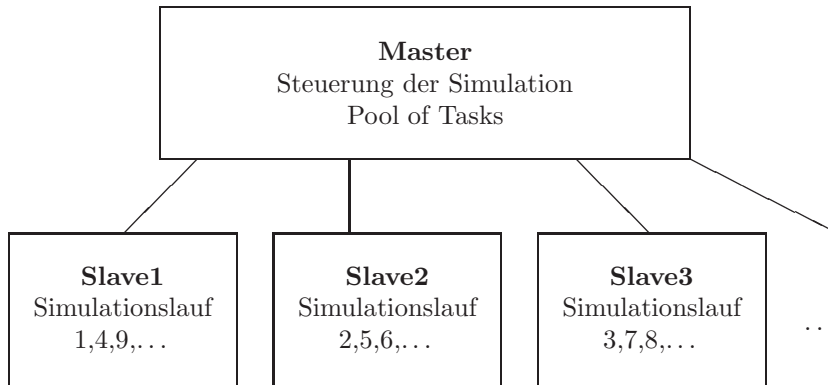 Master
Steuerung der Simulation
Pool of Tasks
Slave1
Simulationslauf
1,4,9,...
Slave2
Simulationslauf
2,5,6,...
Slave3
Simulationslauf
3,7,8,...
..